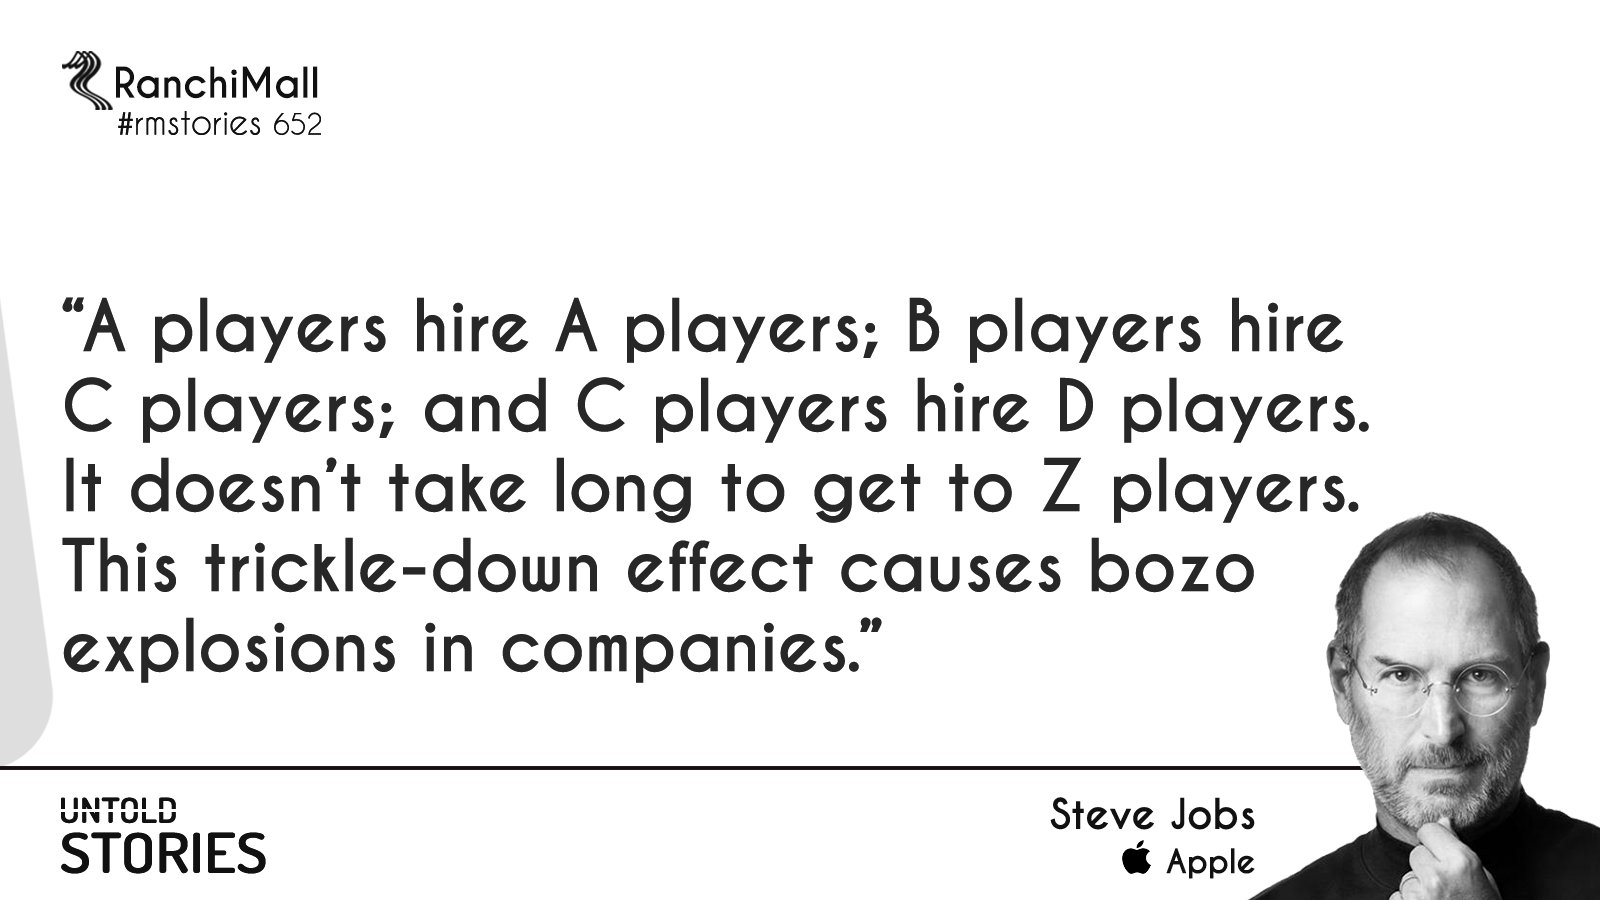 RanchiMall
#rmstories 652
“A players hire A players; B players hire
C players; and C players hire D players.
It doesn’t take long to get to Z players.
This trickle-down effect causes bozo
explosions in companies.”
UNTOLD
STORIES
Steve Jobs
Apple